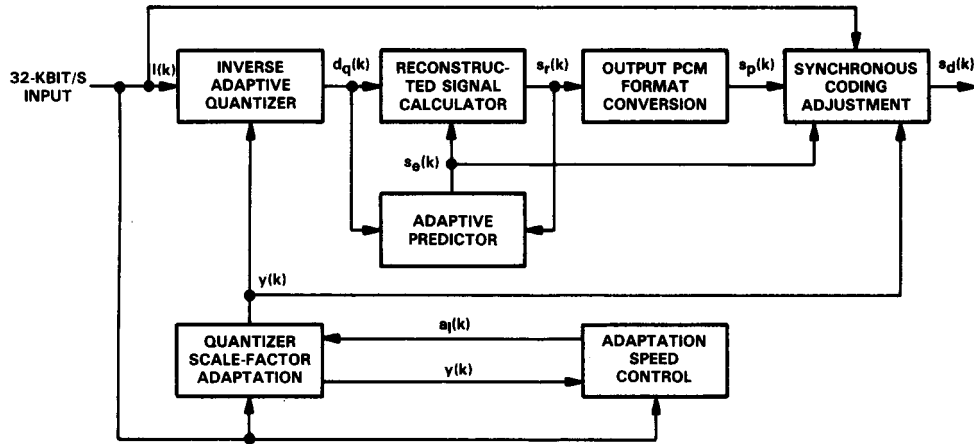 32-KBIT/S
INPUT
I(k)
INVERSE
ADAPTIVE
QUANTIZER
dq(k)
RECONSTRUC-
TED SIGNAL
CALCULATOR
sr(k)
OUTPUT PCM
FORMAT
CONVERSION
sp(k)
SYNCHRONOUS
CODING
ADJUSTMENT
sd(k)
se(k)
ADAPTIVE
PREDICTOR
y(k)
QUANTIZER
SCALE-FACTOR
ADAPTATION
al(k)
y(k)
ADAPTATION
SPEED
CONTROL